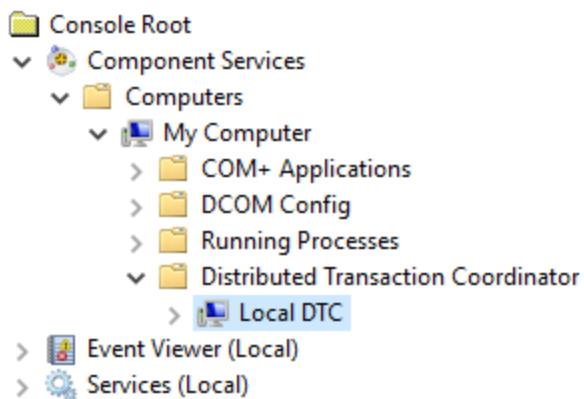 Console Root
Component Services
Computers
My Computer
COM+ Applications
DCOM Config
Running Processes
Distributed Transaction Coordinator
Local DTC
Event Viewer (Local)
Services (Local)